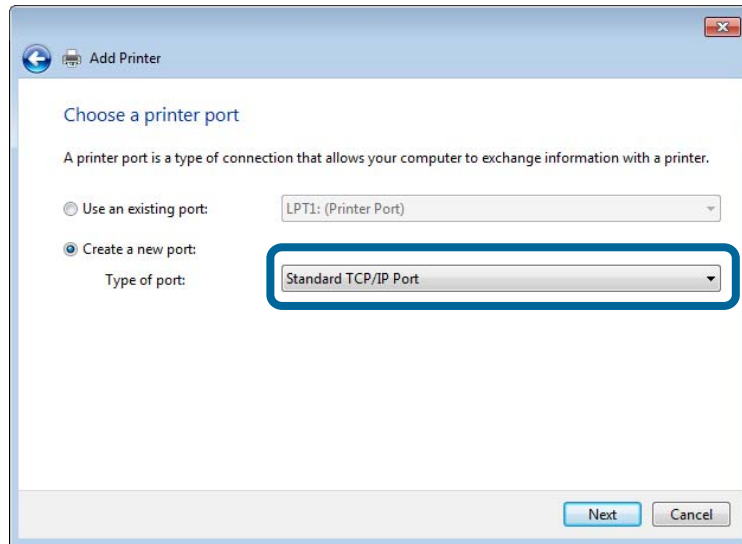 Add Printer
Choose a printer port
A printer port is a type of connection that allows your computer to exchange information with a printer.
Use an existing port: LPT1: (Printer Port)
Create a new port:
Type of port: Standard TCP/IP Port
Next Cancel